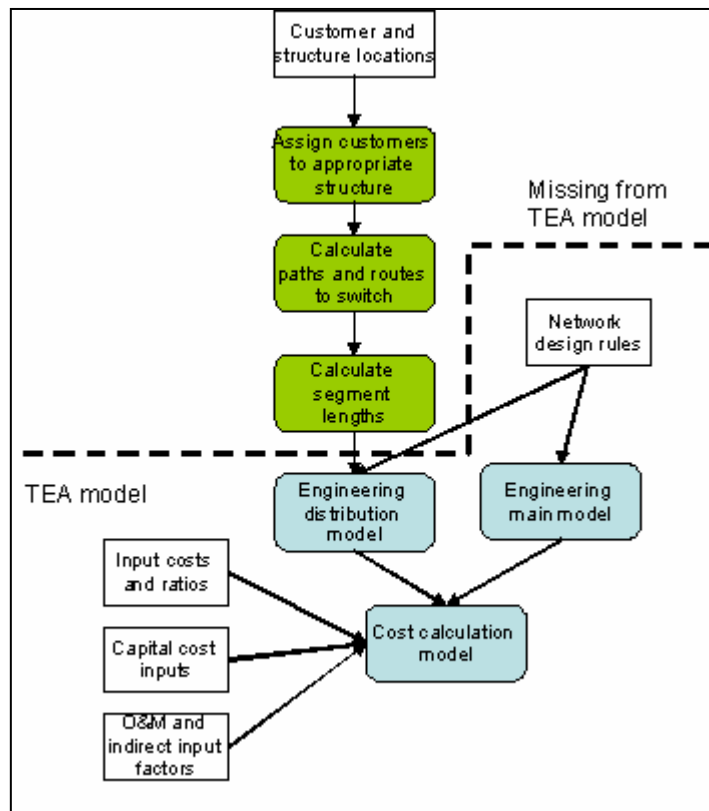 Customer and
structure locations
Assign customers
to appropriate
structure
Missing from
TEA model
Calculate
paths and routes
to switch
Network
design rules
Calculate
segment
lengths
TEA model
Engineering
distribution
model
Engineering
main model
Input costs
and ratios
Cost calculation
model
Capital cost
inputs
O&M and
indirect input
factors